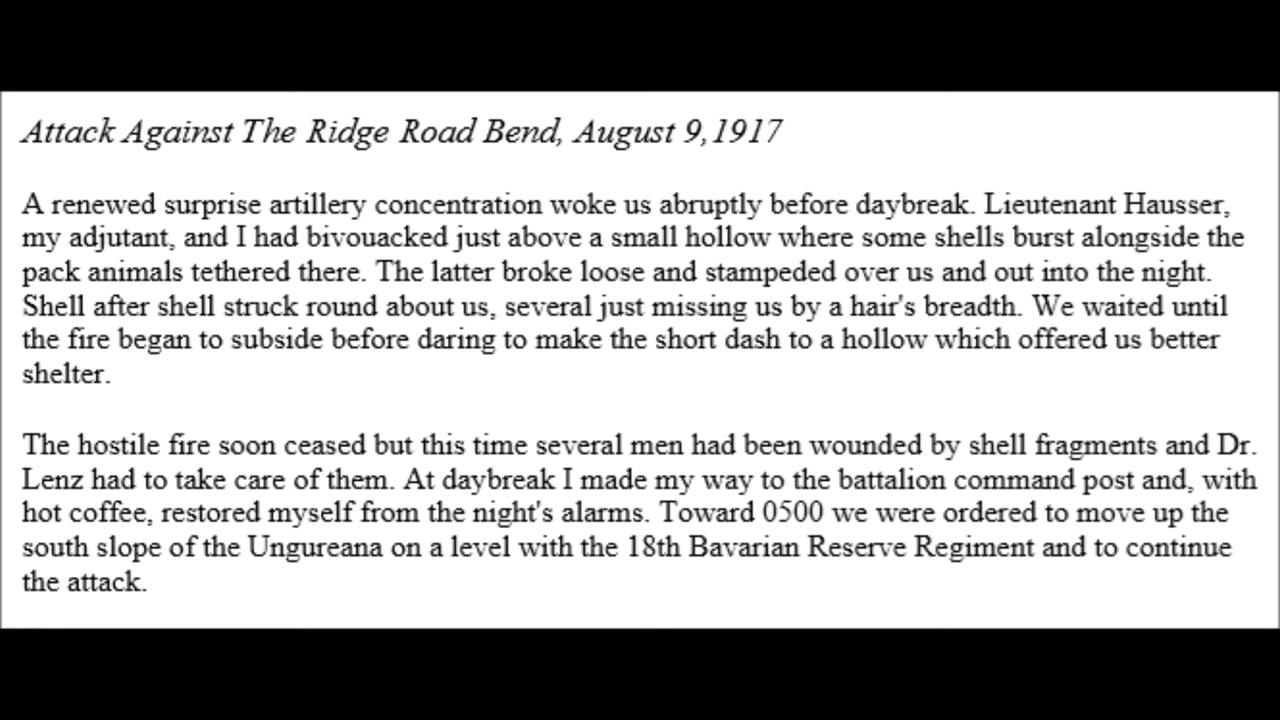 Attack Against The Ridge Road Bend, August 9,1917
A renewed surprise artillery concentration woke us abruptly before daybreak. Lieutenant Hausser,
my adjutant, and I had bivouacked just above a small hollow where some shells burst alongside the
pack animals tethered there. The latter broke loose and stampeded over us and out into the night.
Shell after shell struck round about us, several just missing us by a hair's breadth. We waited until
the fire began to subside before daring to make the short dash to a hollow which offered us better
shelter.
The hostile fire soon ceased but this time several men had been wounded by shell fragments and Dr.
Lenz had to take care of them. At daybreak I made my way to the battalion command post and, with
hot coffee, restored myself from the night's alarms. Toward 0500 we were ordered to move up the
south slope of the Ungureana on a level with the 18th Bavarian Reserve Regiment and to continue
the attack.